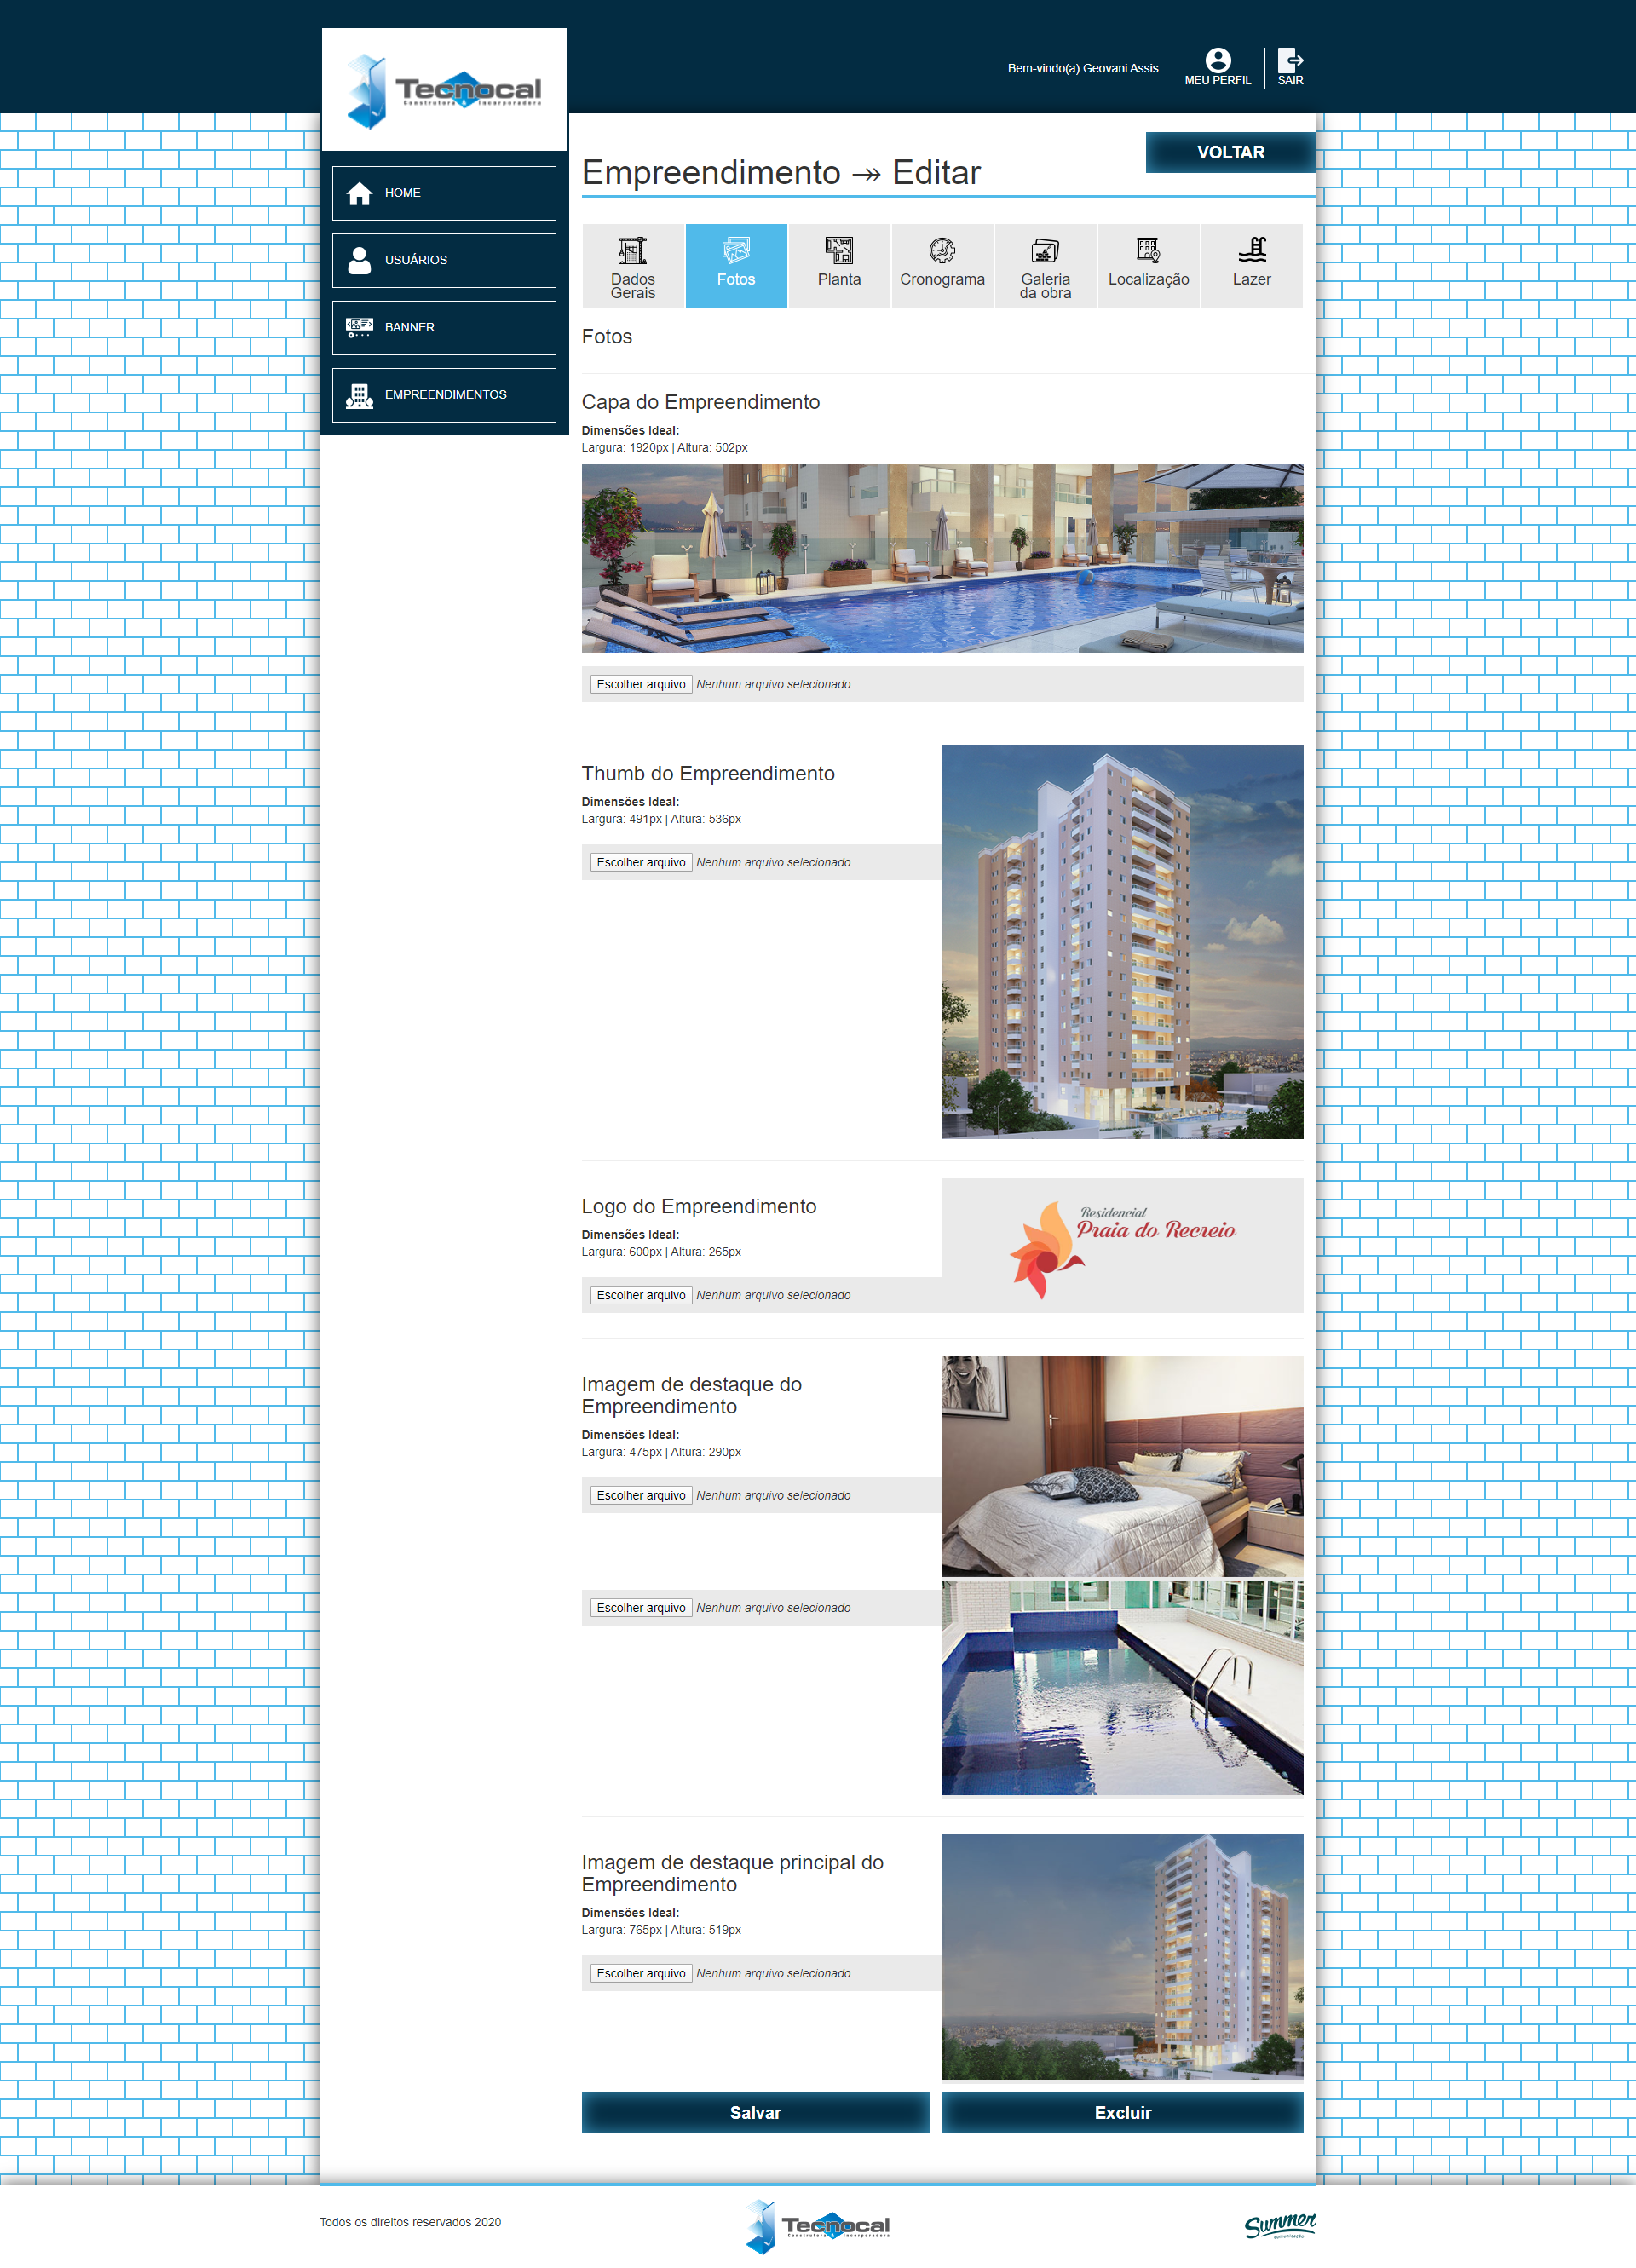 Tecnocal
Construtora & Incorporadora
Bem-vindo(a) Geovani Assis
MEU PERFIL
SAIR
HOME
USUÁRIOS
BANNER
EMPREENDIMENTOS
VOLTAR
Empreendimento ↠ Editar
Dados
Gerais
Fotos
Planta
Cronograma
Galeria
da obra
Localização
Lazer
Fotos
Capa do Empreendimento
Dimensões Ideal:
Largura: 1920px | Altura: 502px
Escolher arquivo Nenhum arquivo selecionado
Thumb do Empreendimento
Dimensões Ideal:
Largura: 491px | Altura: 536px
Escolher arquivo Nenhum arquivo selecionado
Logo do Empreendimento
Dimensões Ideal:
Largura: 600px | Altura: 265px
Escolher arquivo Nenhum arquivo selecionado
Residencial
Praia do Recreio
Imagem de destaque do
Empreendimento
Dimensões Ideal:
Largura: 475px | Altura: 290px
Escolher arquivo Nenhum arquivo selecionado
Escolher arquivo Nenhum arquivo selecionado
Imagem de destaque principal do
Empreendimento
Dimensões Ideal:
Largura: 765px | Altura: 519px
Escolher arquivo Nenhum arquivo selecionado
Salvar
Excluir
Todos os direitos reservados 2020
Tecnocal
Construtora & Incorporadora
Summer
comunicação